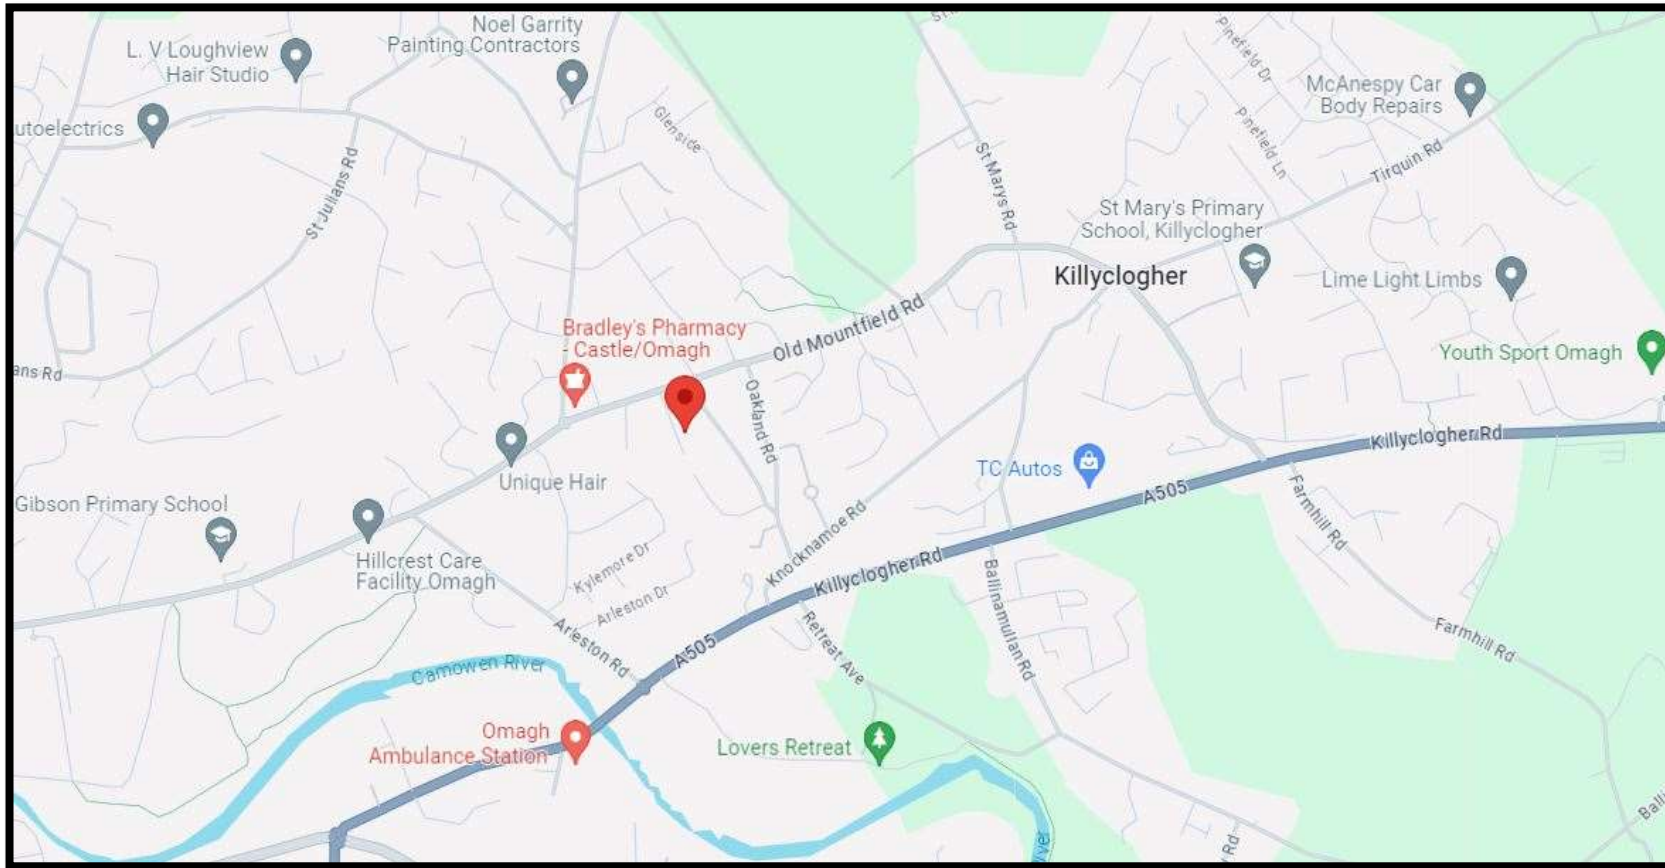 Noel Garrity
Painting Contractors
L. V Loughview
Hair Studio
utoelectrics
Glenside
Pinefield Dr
McAnespy Car
Body Repairs
Pinefield Ln
Tirquin Rd
St Marys Rd
St Julians Rd
St Mary's Primary
School, Killyclogher
Killyclogher
Lime Light Limbs
Old Mountfield Rd
Bradley's Pharmacy
- Castle/Omagh
Youth Sport Omagh
ans Rd
Oakland Rd
Unique Hair
TC Autos
Killyclogher Rd
A505
Gibson Primary School
Farmhill Rd
Hillcrest Care
Facility Omagh
Knocknamoe Rd
Kylemore Dr
Arleston Dr
Killyclogher Rd
Ballinamullan Rd
Arleston Rd
A505
Retreat Ave
Farmhill Rd
Camowen River
Omagh
Ambulance Station
Lovers Retreat
Balli
iver
Rd